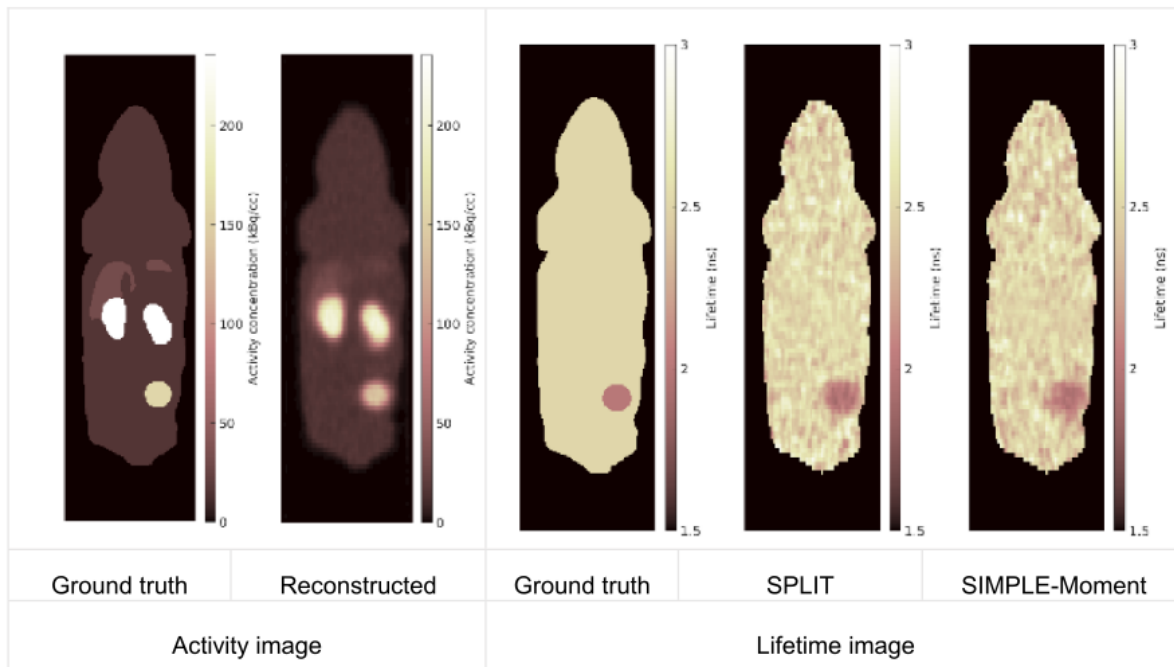 200
150
100
50
0
Activity concentration (kBq/cc)
200
150
100
50
0
Activity concentration (kBq/cc)
3
2.5
2
1.5
Lifetime (ns)
3
2.5
2
1.5
Lifetime (ns)
3
2.5
2
1.5
Lifetime (ns)
Ground truth
Reconstructed
Ground truth
SPLIT
SIMPLE-Moment
Activity image
Lifetime image